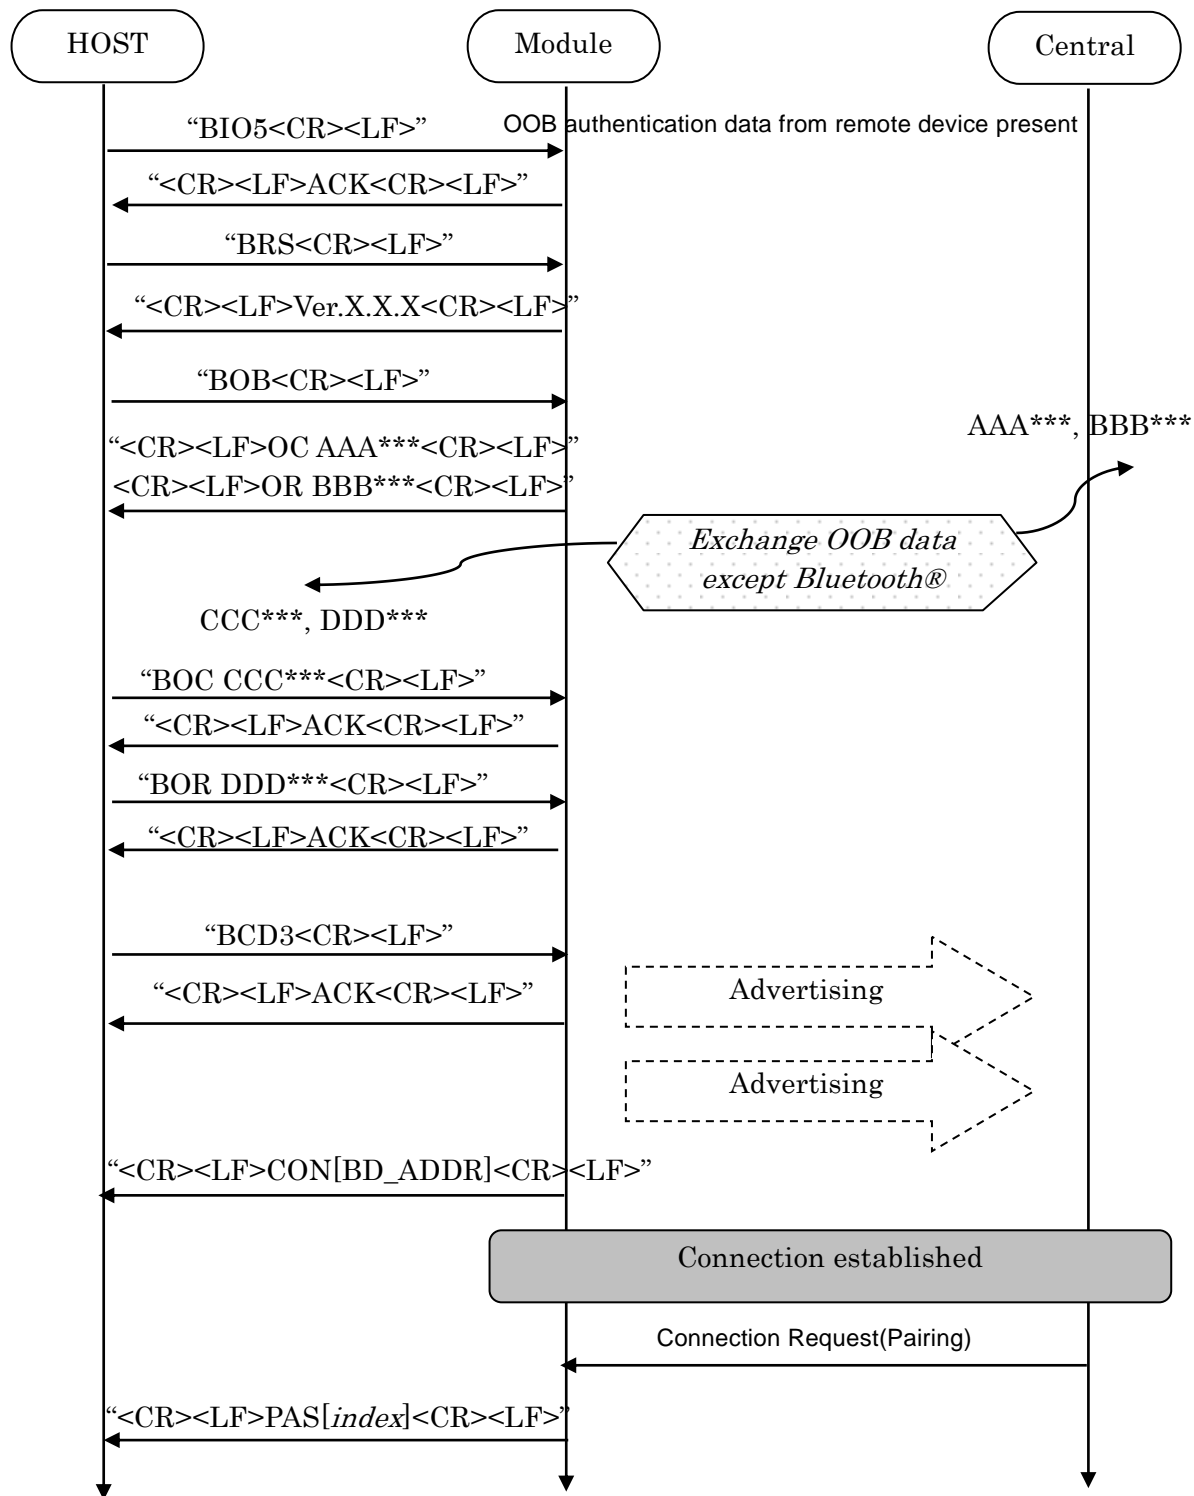 HOST
Module
Central
“BIO5<CR><LF>”
OOB authentication data from remote device present
“<CR><LF>ACK<CR><LF>”
“BRS<CR><LF>”
“<CR><LF>Ver.X.X.X<CR><LF>”
“BOB<CR><LF>”
AAA***, BBB***
“<CR><LF>OC AAA***<CR><LF>”
<CR><LF>OR BBB***<CR><LF>”
Exchange OOB data
except Bluetooth®
CCC***, DDD***
“BOC CCC***<CR><LF>”
“<CR><LF>ACK<CR><LF>”
“BOR DDD***<CR><LF>”
“<CR><LF>ACK<CR><LF>”
“BCD3<CR><LF>”
“<CR><LF>ACK<CR><LF>”
Advertising
Advertising
“<CR><LF>CON[BD_ADDR]<CR><LF>”
Connection established
Connection Request(Pairing)
“<CR><LF>PAS[index]<CR><LF>”